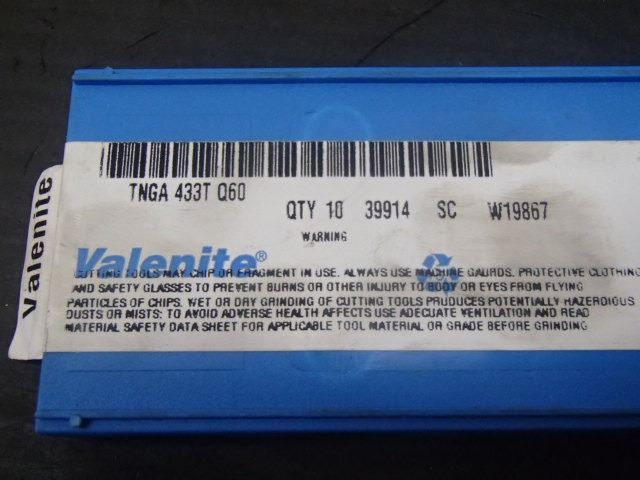 TNGA 433T Q60
QTY 10 39914 SC W19867
WARNING
Valenite®
Valenite
CUTTING TOOLS MAY CHIP OR FRAGMENT IN USE. ALWAYS USE MACHINE GAURDS. PROTECTIVE CLOTHING
AND SAFETY GLASSES TO PREVENT BURNS OR OTHER INJURY TO BODY OR EYES FROM FLYING
PARTICLES OF CHIPS. WET OR DRY GRINDING OF CUTTING TOOLS PRODUCES POTENTIALLY HAZERDIOUS
DUSTS OR MISTS: TO AVOID ADVERSE HEALTH AFFECTS USE ADEQUATE VENTILATION AND READ
MATERIAL SAFETY DATA SHEET FOR APPLICABLE TOOL MATERIAL OR GRADE BEFORE GRINDING